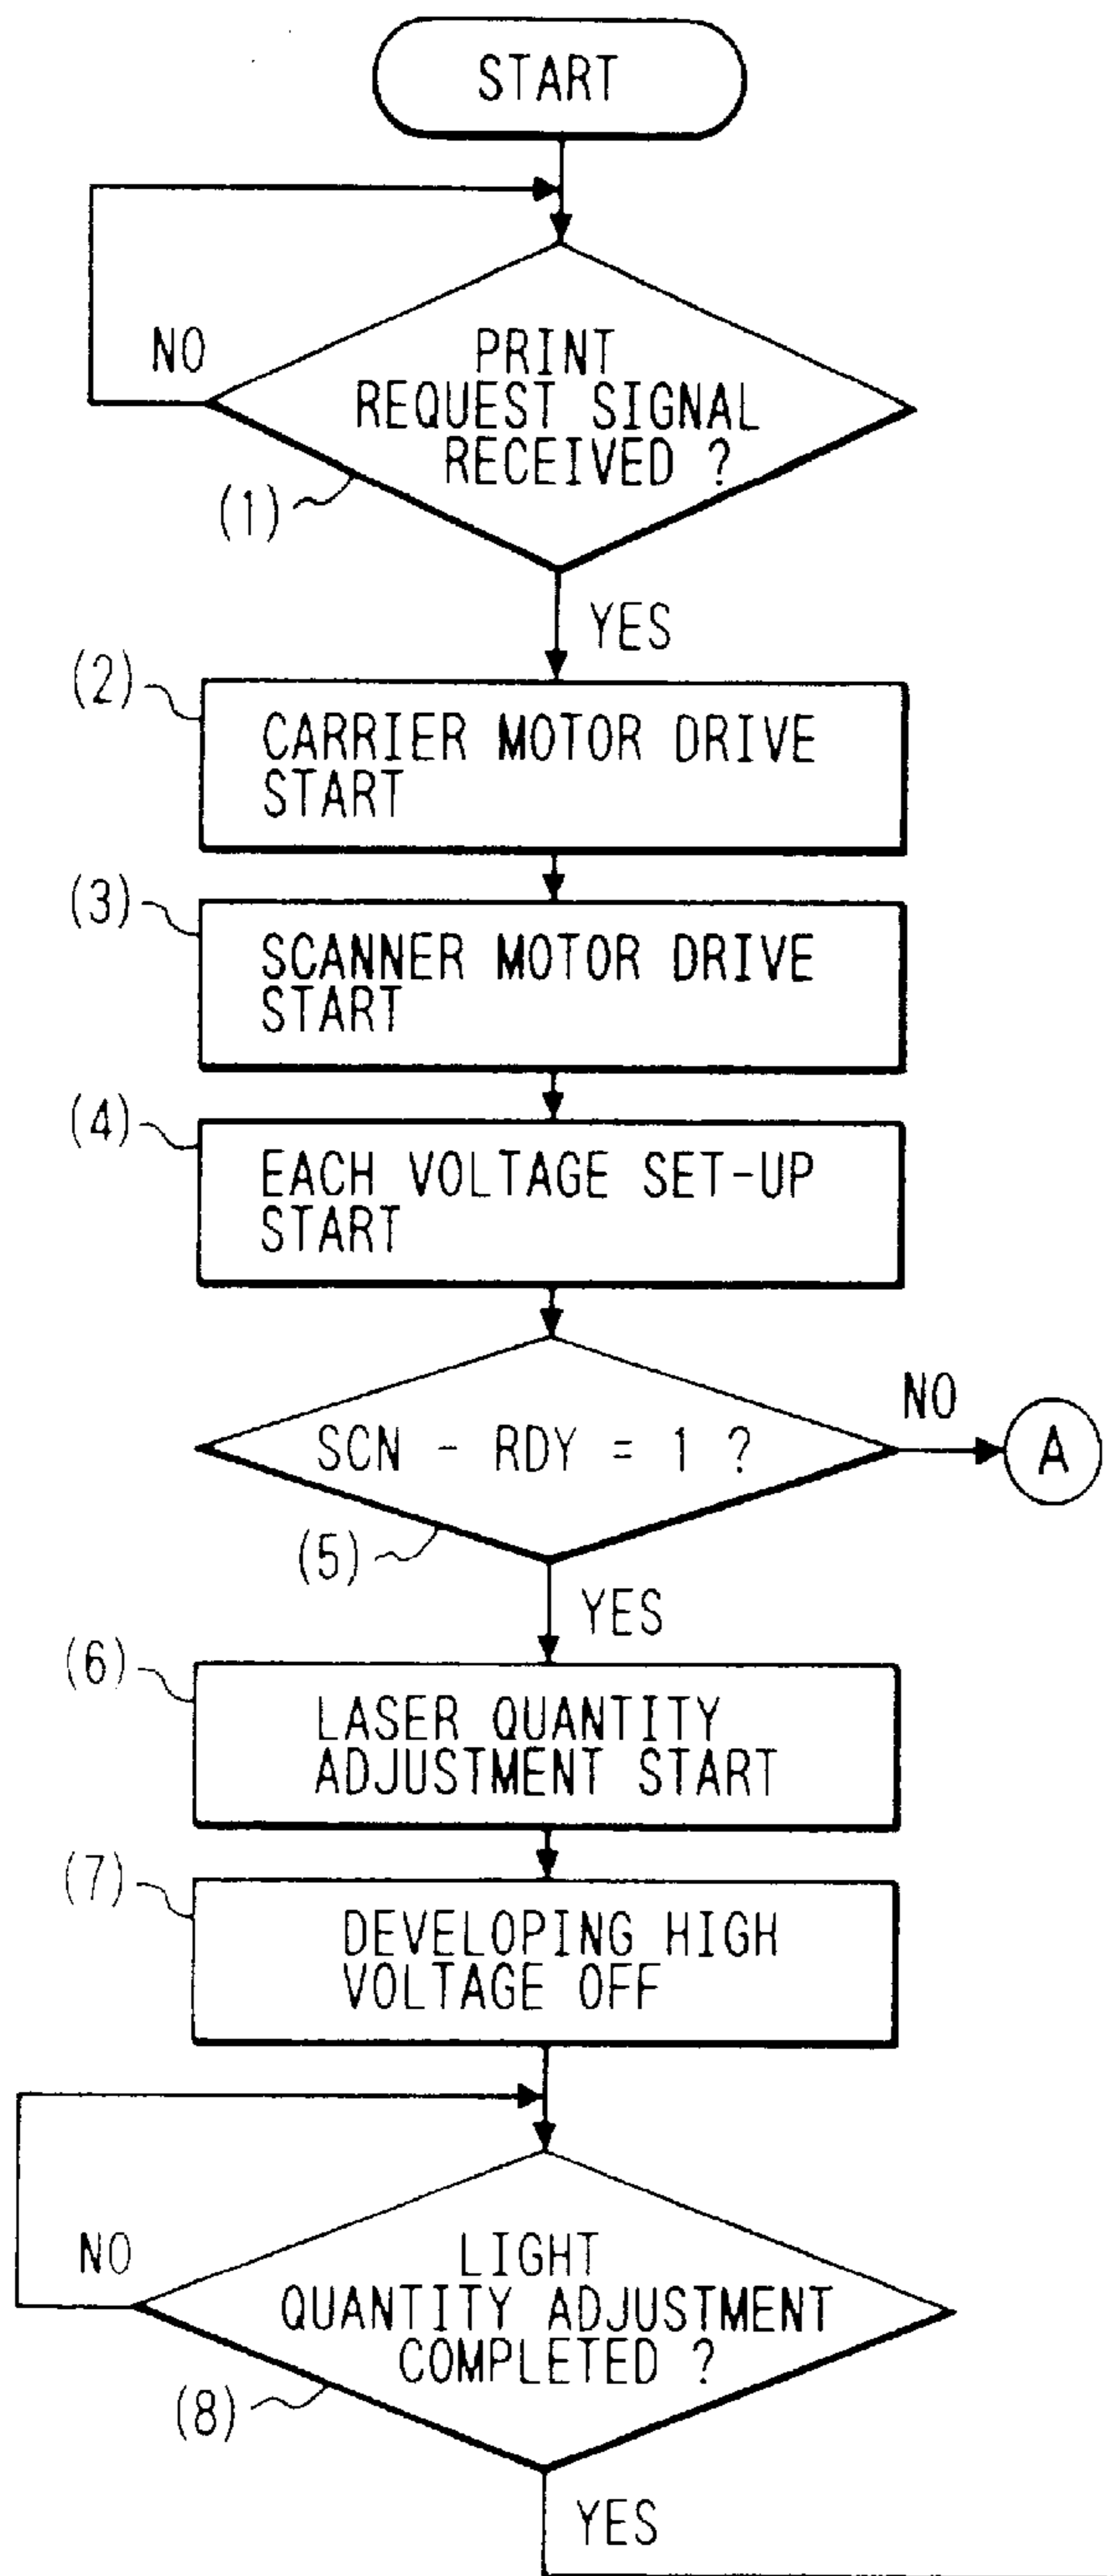 START
NO
PRINT
REQUEST SIGNAL
RECEIVED ?
(1)
YES
(2)
CARRIER MOTOR DRIVE
START
(3)
SCANNER MOTOR DRIVE
START
(4)
EACH VOLTAGE SET-UP
START
SCN - RDY = 1 ?
NO
A
(5)
YES
(6)
LASER QUANTITY
ADJUSTMENT START
(7)
DEVELOPING HIGH
VOLTAGE OFF
NO
LIGHT
QUANTITY ADJUSTMENT
COMPLETED ?
(8)
YES